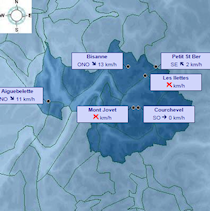 N
Bisanne
ONO 13 km/h
Petit St Ber
SE 2 km/h
Les Ilettes
km/h
Aiguebelette
NO 11 km/h
Mont Jovet
km/h
Courchevel
SO 0 km/h